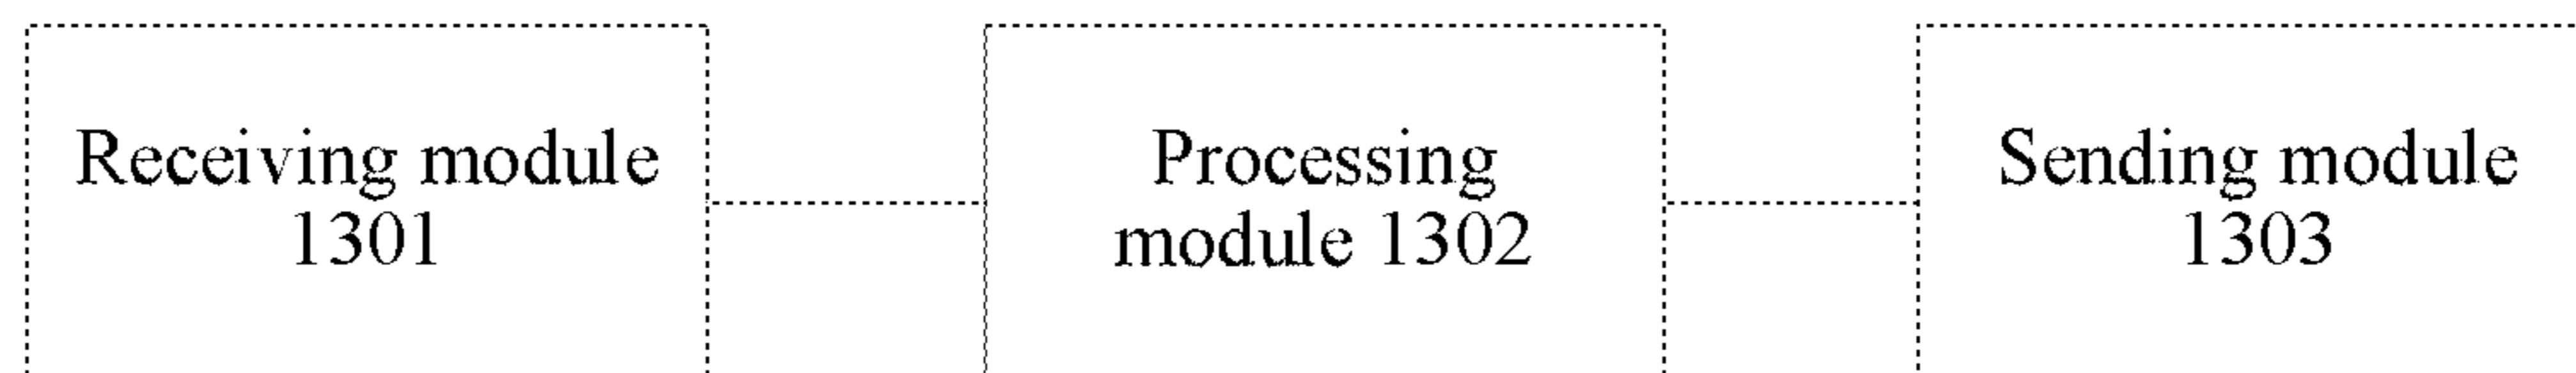 Receiving module
1301
Processing
module 1302
Sending module
1303